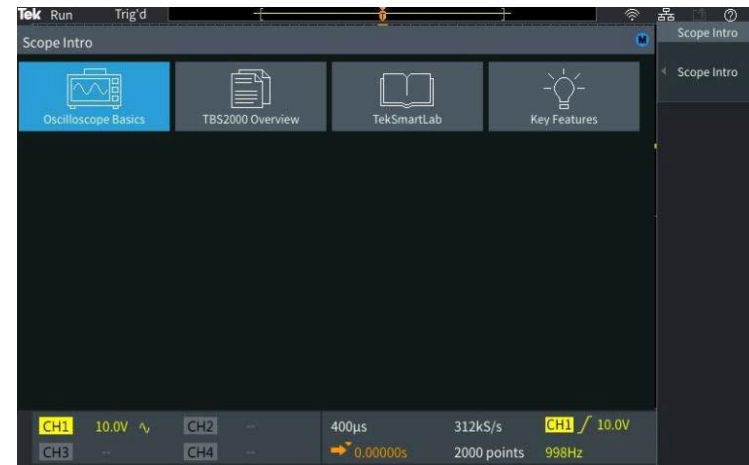 Tek Run Trig'd
Scope Intro
M
Scope Intro
Scope Intro
Oscilloscope Basics
TBS2000 Overview
TekSmartLab
Key Features
CH1 10.0V CH2 -- 400µs 312kS/s CH1 10.0V
CH3 -- CH4 -- 0.00000s 2000 points 998Hz